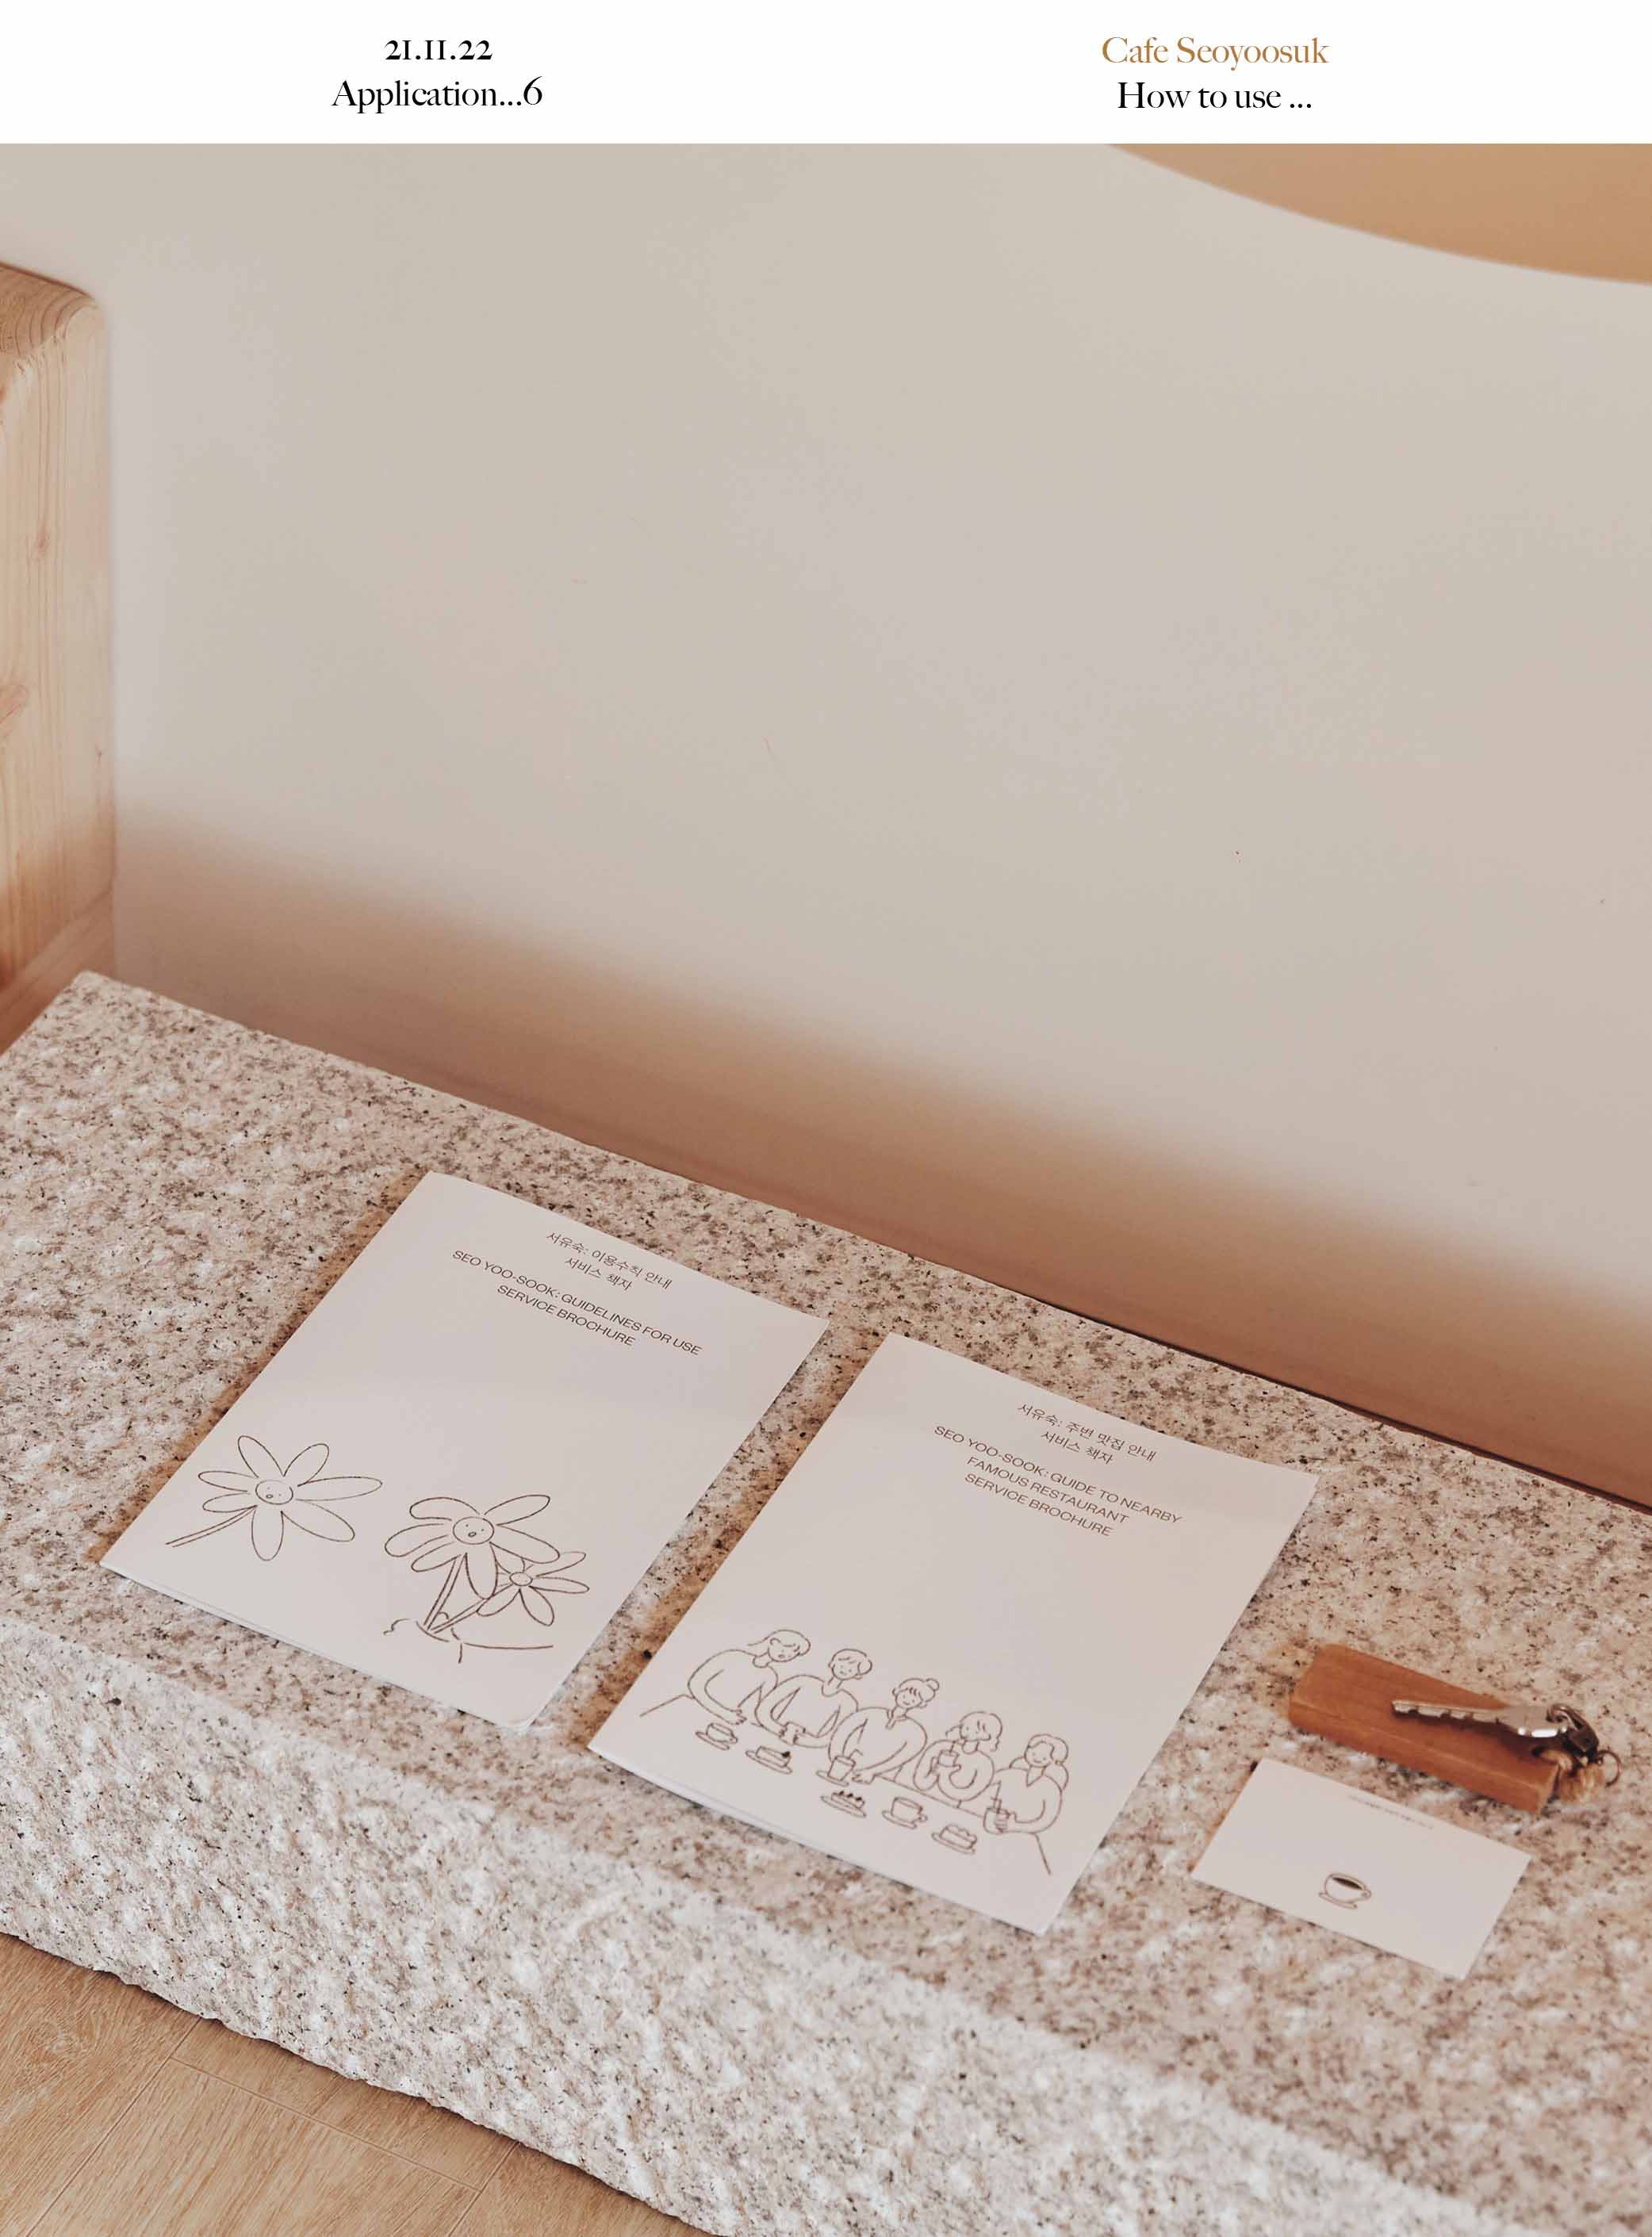 21.11.22
Application...6
Cafe Seoyoosuk
How to use ...
서유숙: 이용수칙 안내
서비스 책자
SEO YOO-SOOK: GUIDELINES FOR USE
SERVICE BROCHURE
서유숙: 주변 맛집 안내
서비스 책자
SEO YOO-SOOK: GUIDE TO NEARBY
FAMOUS RESTAURANT
SERVICE BROCHURE